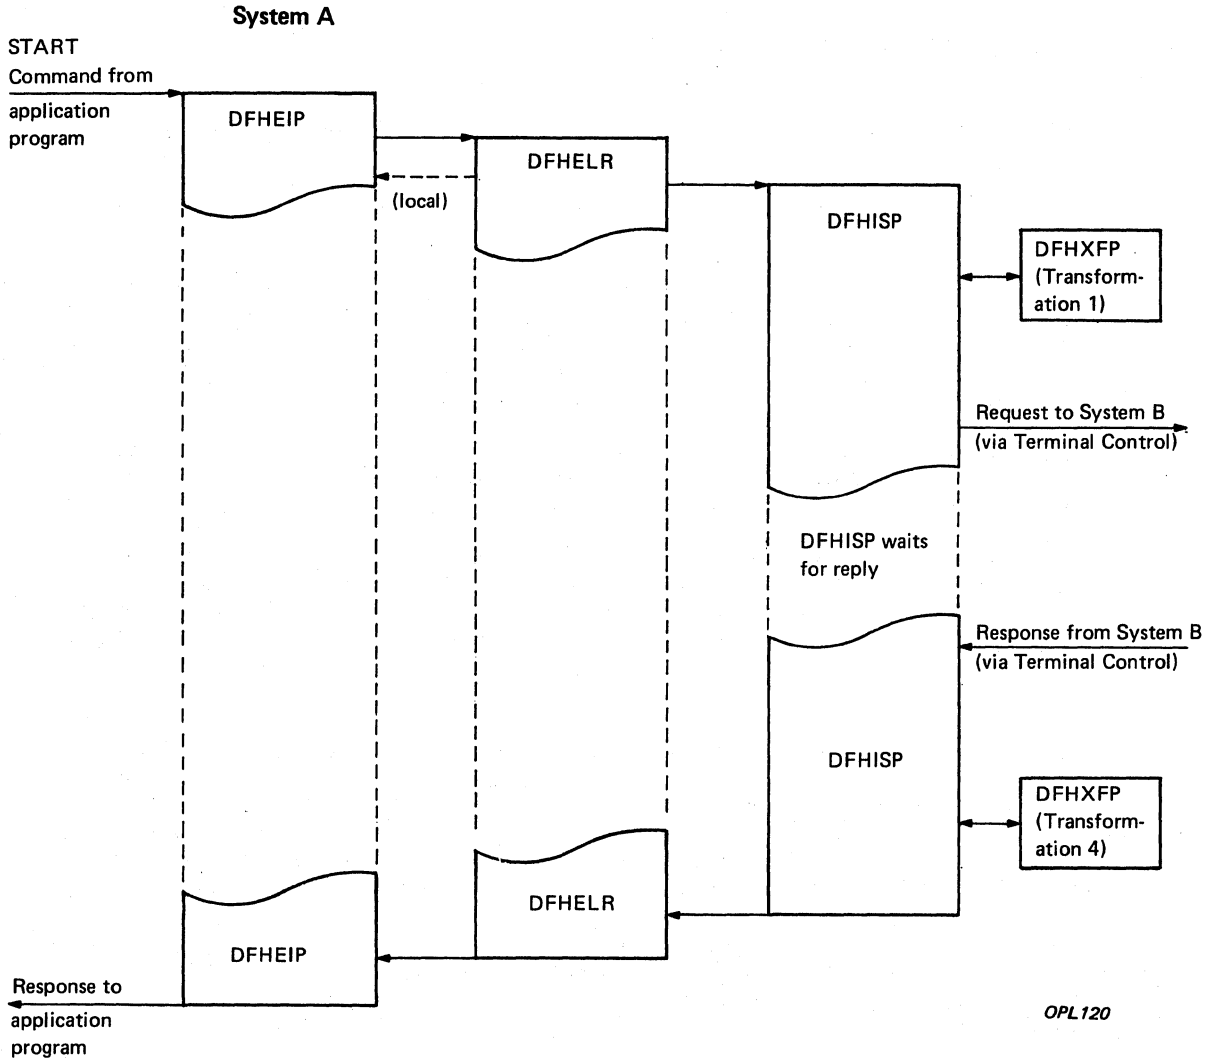 System A
START
Command from
application
program
DFHEIP
DFHELR
(local)
DFHISP
DFHXFP
(Transform-
ation 1)
Request to System B
(via Terminal Control)
DFHISP waits
for reply
Response from System B
(via Terminal Control)
DFHISP
DFHXFP
(Transform-
ation 4)
DFHELR
DFHEIP
Response to
application
program
OPL120